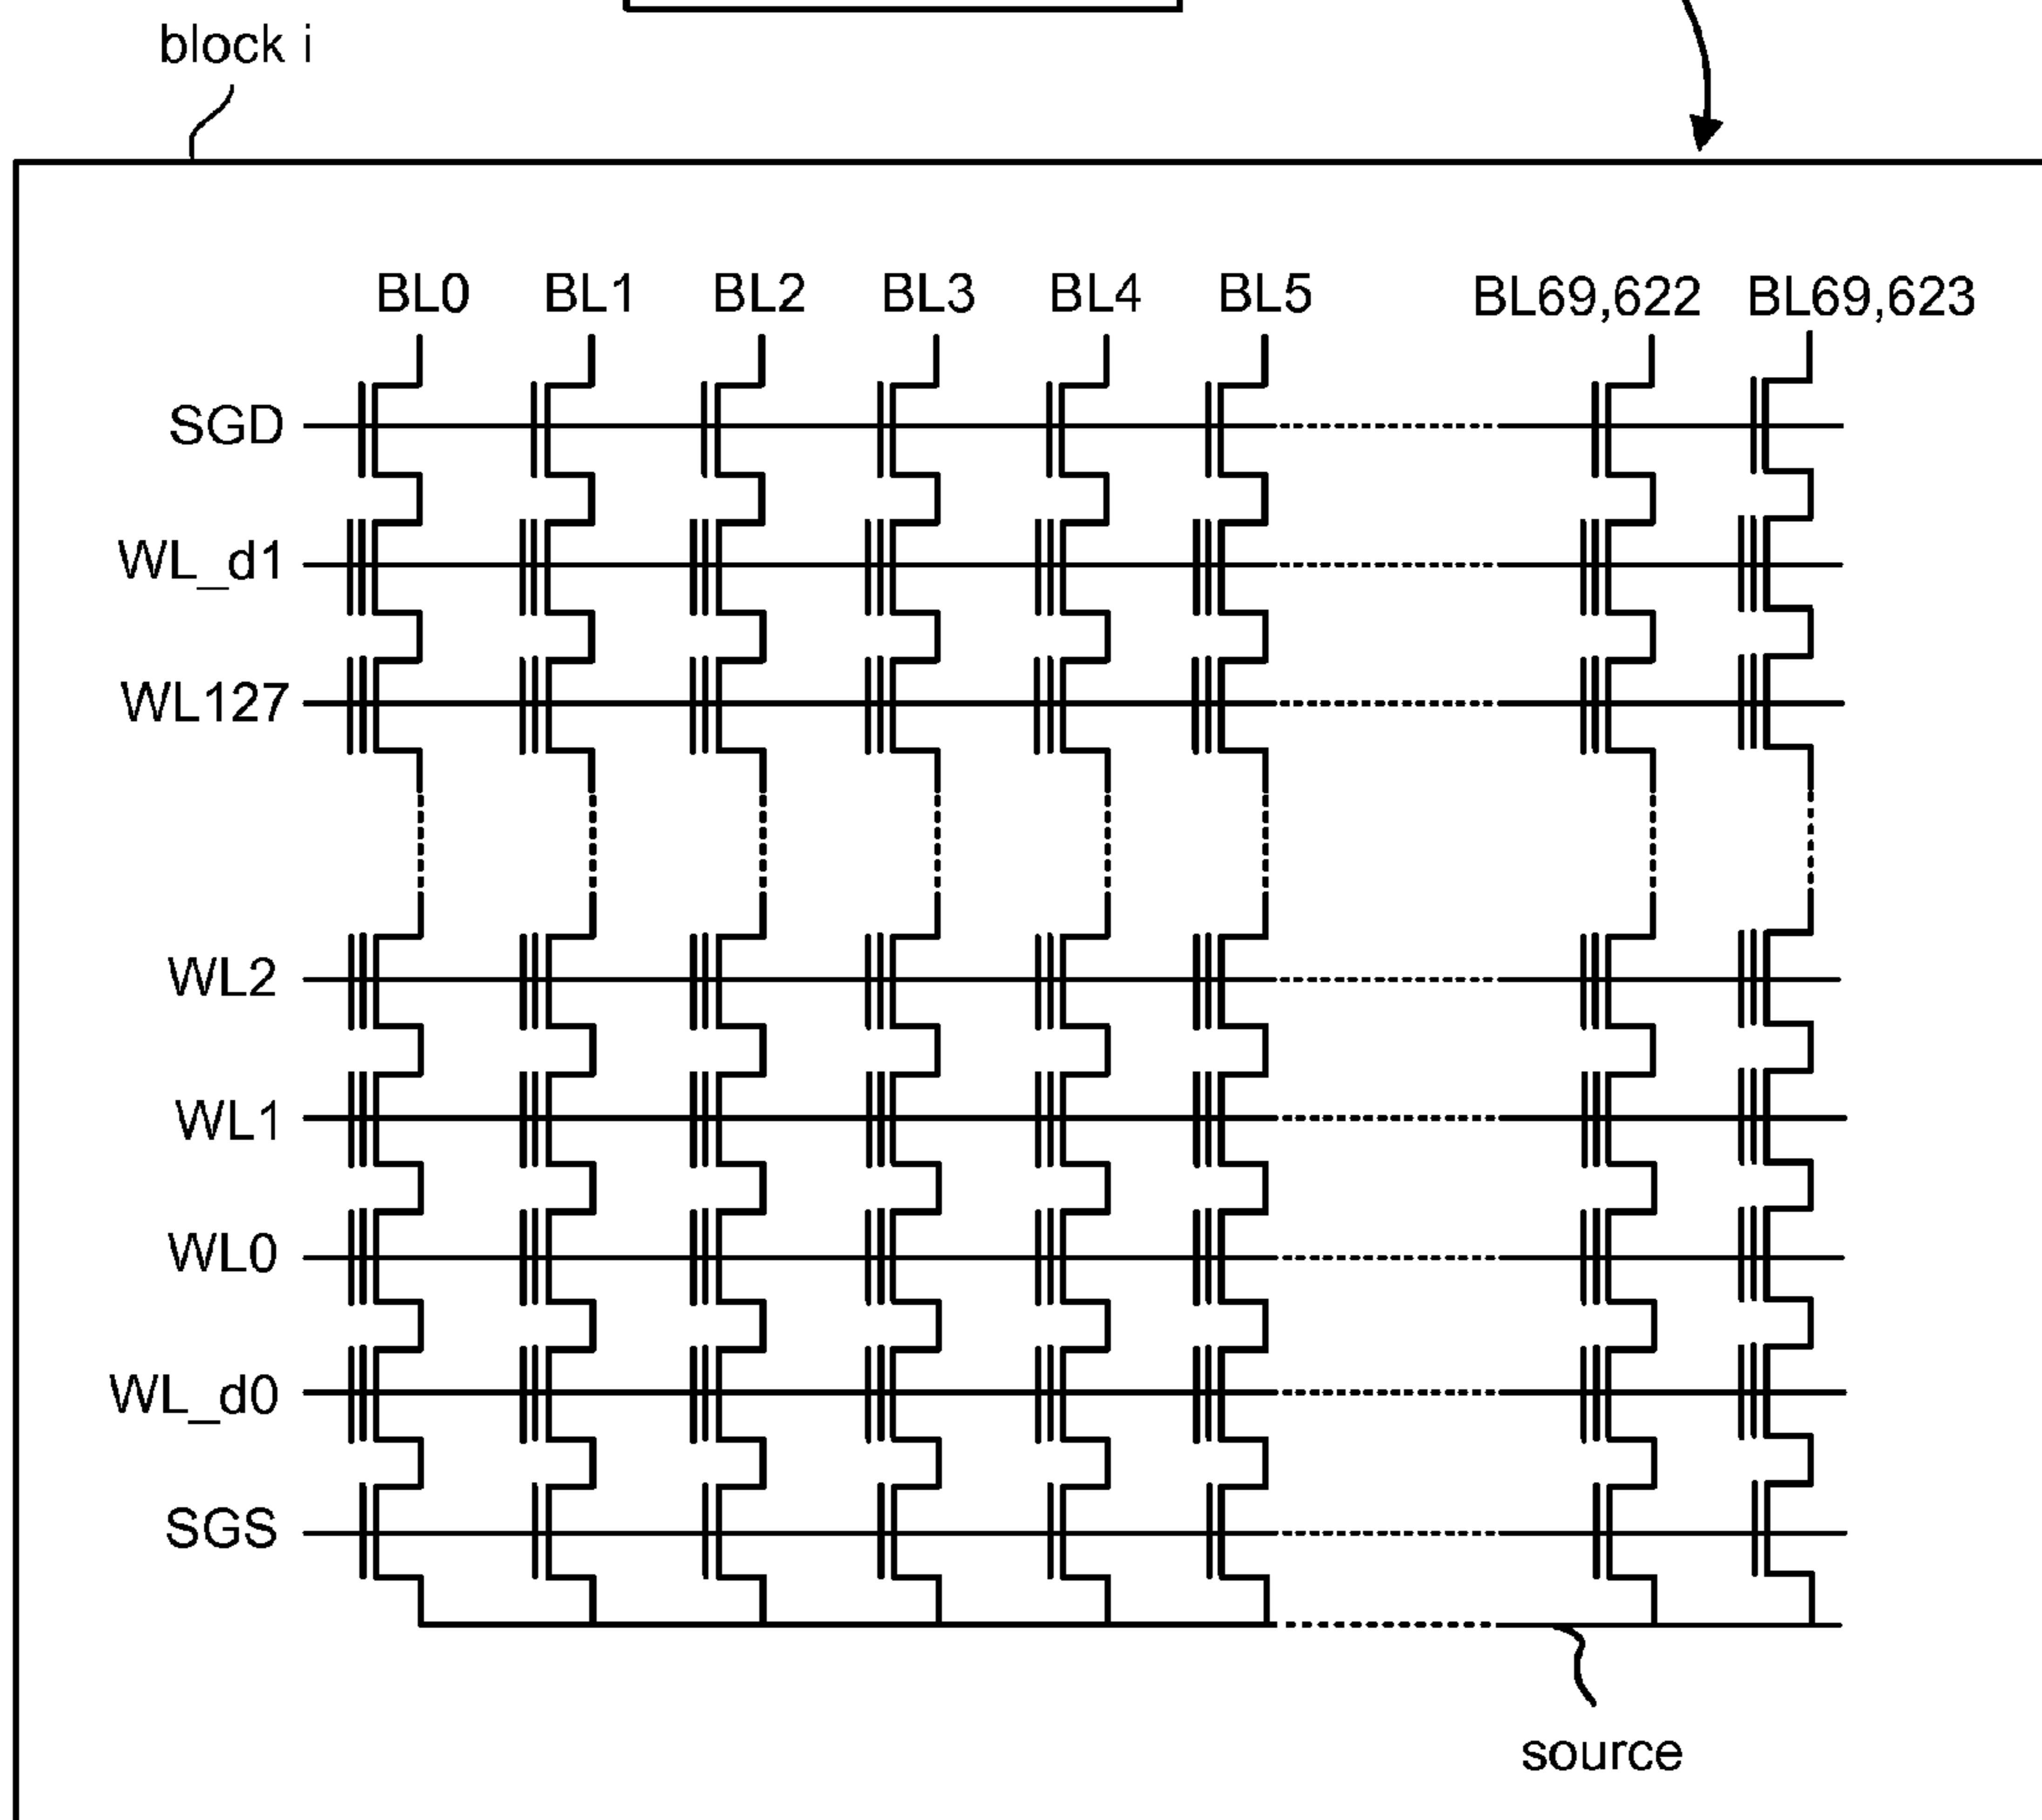 block i
BL0 BL1 BL2 BL3 BL4 BL5 BL69,622 BL69,623
SGD
WL_d1
WL127
WL2
WL1
WL0
WL_d0
SGS
source